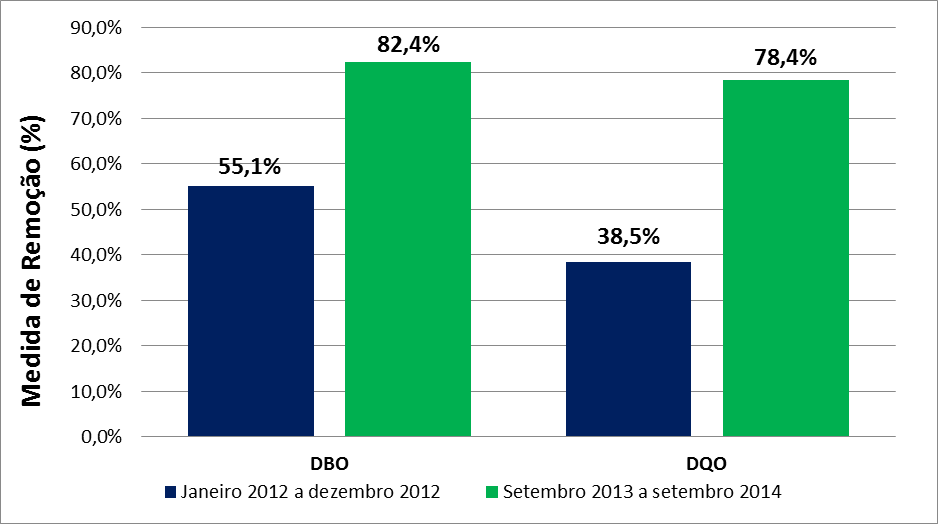 Medida de Remoção (%)
90,0%
80,0%
70,0%
60,0%
50,0%
40,0%
30,0%
20,0%
10,0%
0,0%
55,1%
82,4%
38,5%
78,4%
DBO
DQO
Janeiro 2012 a dezembro 2012
Setembro 2013 a setembro 2014